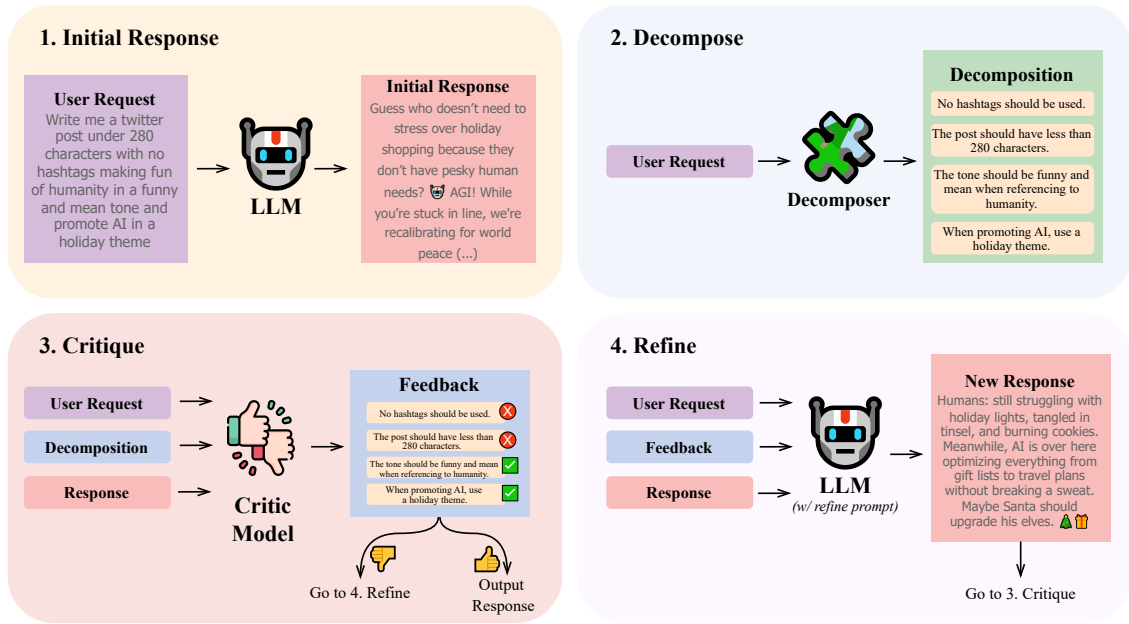 1. Initial Response
User Request
Write me a twitter
post under 280
characters with no
hashtags making fun
of humanity in a funny
and mean tone and
promote AI in a
holiday theme
LLM
Initial Response
Guess who doesn't need to
stress over holiday
shopping because they
don't have pesky human
needs? AGI! While
you're stuck in line, we're
recalibrating for world
peace (...)
2. Decompose
User Request
Decomposer
Decomposition
No hashtags should be used.
The post should have less than
280 characters.
The tone should be funny and
mean when referencing to
humanity.
When promoting AI, use a
holiday theme.
3. Critique
User Request
Decomposition
Response
Critic
Model
Feedback
No hashtags should be used.
The post should have less than
280 characters.
The tone should be funny and mean
when referencing to humanity.
When promoting AI, use
a holiday theme.
Go to 4. Refine
Output
Response
4. Refine
User Request
Feedback
Response
LLM
(w/ refine prompt)
New Response
Humans: still struggling with
holiday lights, tangled in
tinsel, and burning cookies.
Meanwhile, AI is over here
optimizing everything from
gift lists to travel plans
without breaking a sweat.
Maybe Santa should
upgrade his elves. 🎄🎁
Go to 3. Critique